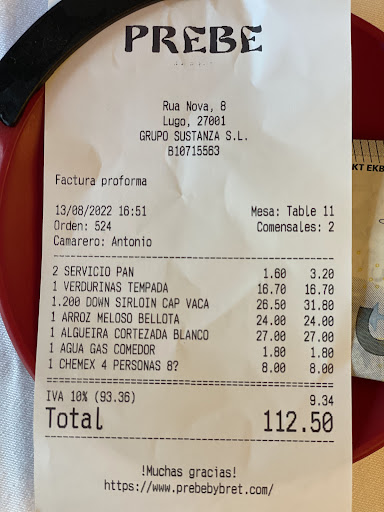 PREBE
Rua Nova, 8
Lugo, 27001
GRUPO SUSTANZA S.L.
B10715563
Factura proforma
13/08/2022 16:51 Mesa: Table 11
Orden: 524 Comensales: 2
Camarero: Antonio
2 SERVICIO PAN 1.60 3.20
1 VERDURINAS TEMPADA 16.70 16.70
1.200 DOWN SIRLOIN CAP VACA 26.50 31.80
1 ARROZ MELOSO BELLOTA 24.00 24.00
1 ALGUEIRA CORTEZADA BLANCO 27.00 27.00
1 AGUA GAS COMEDOR 1.80 1.80
1 CHEMEX 4 PERSONAS 8? 8.00 8.00
IVA 10% (93.36) 9.34
Total 112.50
!Muchas gracias!
https://www.prebebybret.com/
KT EKB